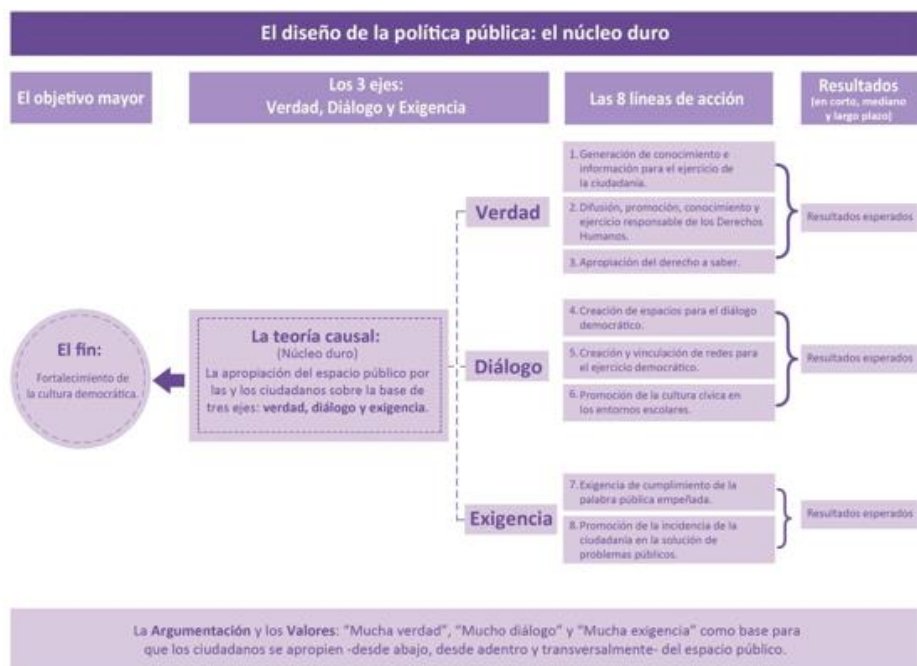 El diseño de la política pública: el núcleo duro
El objetivo mayor
Los 3 ejes:
Verdad, Diálogo y Exigencia
Las 8 líneas de acción
Resultados
(en corto, mediano
y largo plazo)
El fin:
Fortalecimiento de
la cultura democrática.
La teoría causal:
(Núcleo duro)
La apropiación del espacio público por
las y los ciudadanos sobre la base de
tres ejes: verdad, diálogo y exigencia.
Verdad
1. Generación de conocimiento e
información para el ejercicio de
la ciudadanía.
2. Difusión, promoción, conocimiento y
ejercicio responsable de los Derechos
Humanos.
3. Apropiación del derecho a saber.
Resultados esperados
Diálogo
4. Creación de espacios para el diálogo
democrático.
5. Creación y vinculación de redes para
el ejercicio democrático.
6. Promoción de la cultura cívica en
los entornos escolares.
Resultados esperados
Exigencia
7. Exigencia de cumplimiento de la
palabra pública empeñada.
8. Promoción de la incidencia de la
ciudadanía en la solución de
problemas públicos.
Resultados esperados
La Argumentación y los Valores: "Mucha verdad", "Mucho diálogo" y "Mucha exigencia" como base para
que los ciudadanos se apropien -desde abajo, desde adentro y transversalmente- del espacio público.